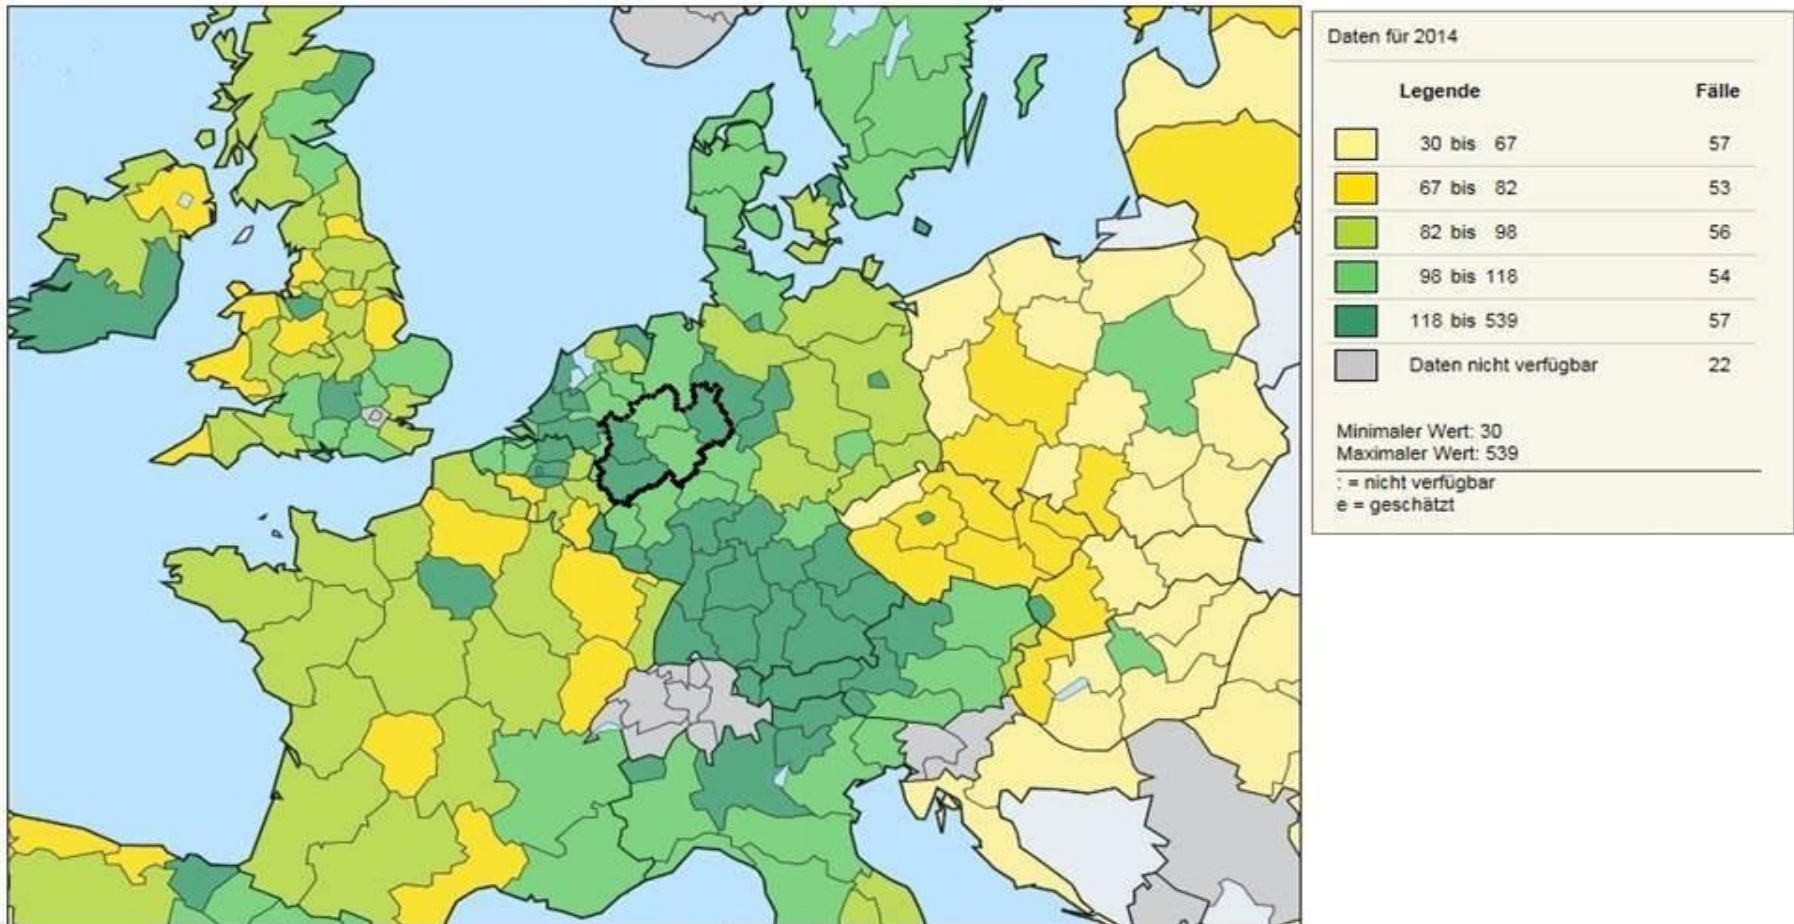 Daten für 2014
Legende Fälle
30 bis 67 57
67 bis 82 53
82 bis 98 56
98 bis 118 54
118 bis 539 57
Daten nicht verfügbar 22
Minimaler Wert: 30
Maximaler Wert: 539
: = nicht verfügbar
e = geschätzt